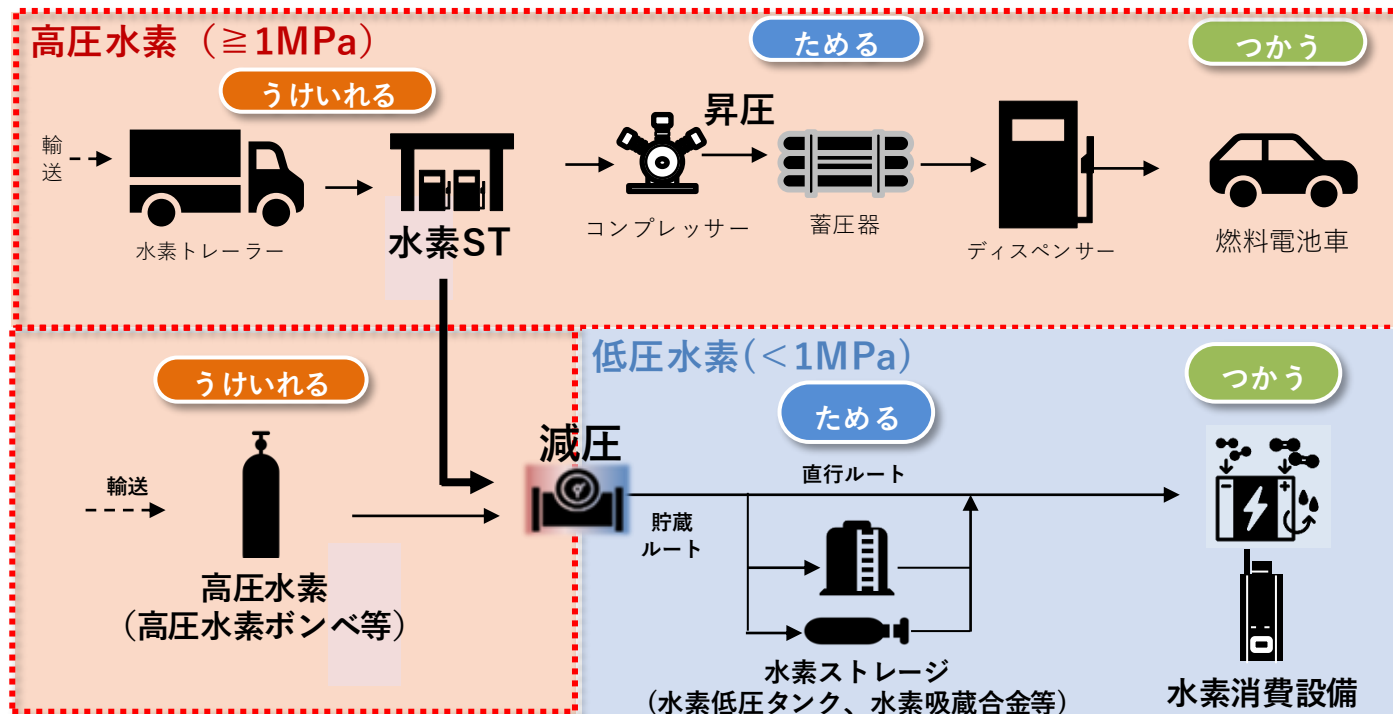 高圧水素（≧1MPa）
ためる
つかう
うけいれる
昇圧
輸
送
水素トレーラー
水素ST
コンプレッサー
蓄圧器
ディスペンサー
燃料電池車
うけいれる
輸送
高圧水素
（高圧水素ボンベ等）
減圧
低圧水素(＜1MPa)
ためる
つかう
直行ルート
貯蔵
ルート
水素ストレージ
（水素低圧タンク、水素吸蔵合金等）
水素消費設備